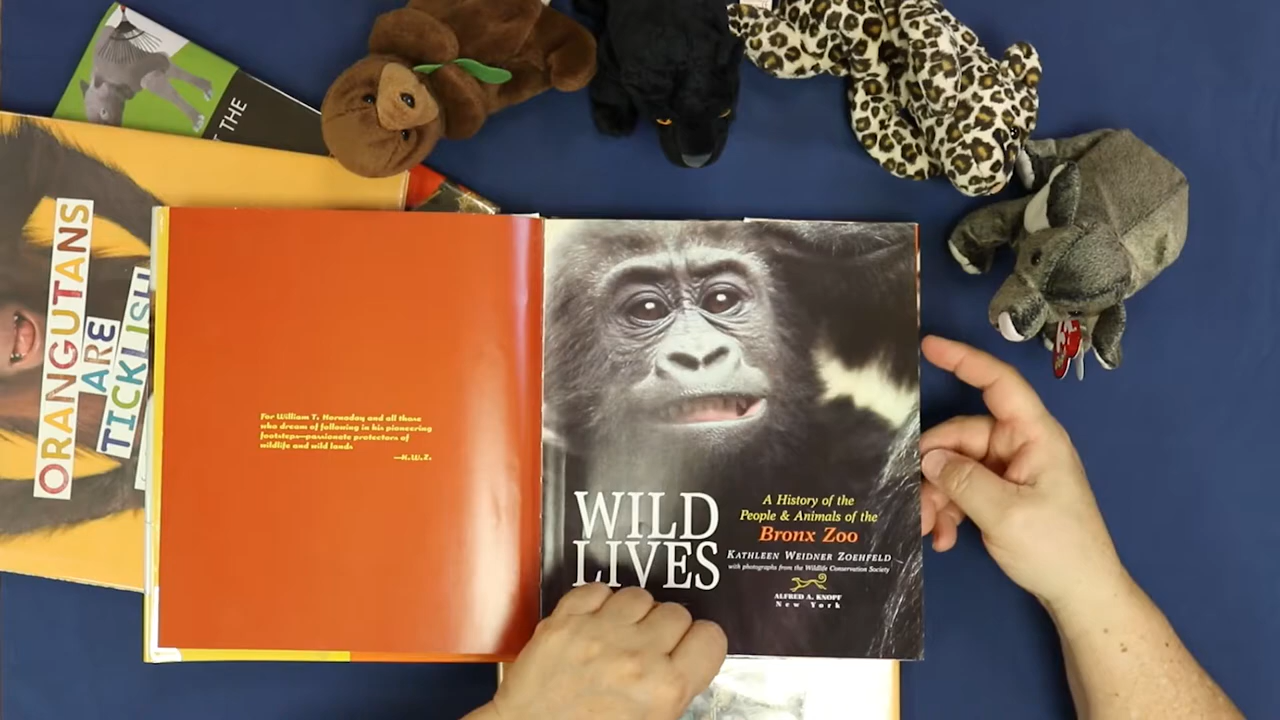 THE
ORANGUTANS
ARE
TICKLISH
For William T. Hornaday and all those
who dream of following in his pioneering
footsteps—passionate protectors of
wildlife and wild lands
—K.W.Z.
WILD
LIVES
A History of the
People & Animals of the
Bronx Zoo
KATHLEEN WEIDNER ZOEHFELD
with photographs from the Wildlife Conservation Society
ALFRED A. KNOPF
New York
ty